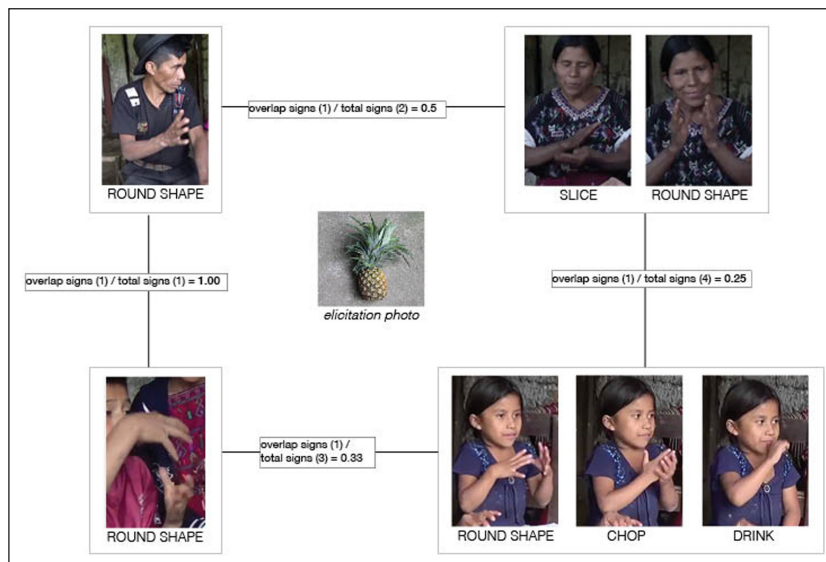 overlap signs (1) / total signs (2) = 0.5
ROUND SHAPE
SLICE
ROUND SHAPE
overlap signs (1) / total signs (1) = 1.00
overlap signs (1) / total signs (4) = 0.25
elicitation photo
overlap signs (1) /
total signs (3) = 0.33
ROUND SHAPE
ROUND SHAPE
CHOP
DRINK